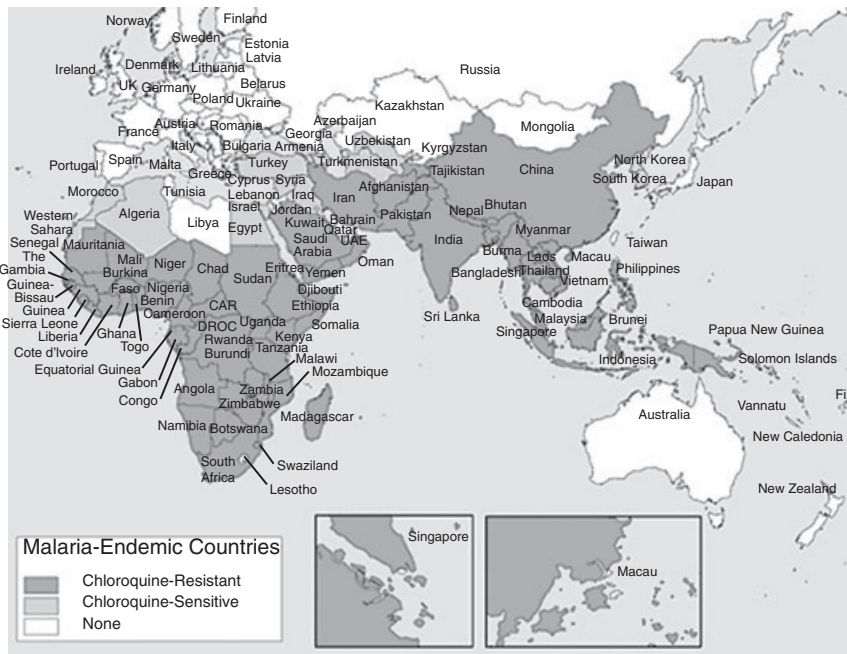 Norway
Finland
Sweden
Estonia
Latvia
Denmark
Lithuania
Ireland
Russia
Belarus
UK
Germany
Poland
Ukraine
Kazakhstan
France
Austria
Romania
Azerbaijan
Mongolia
Georgia
Italy
Uzbekistan
Bulgaria
Armenia
Kyrgyzstan
Portugal
Spain
Malta
Turkey
Turkmenistan
North Korea
Greece
Tajikistan
China
South Korea
Japan
Morocco
Tunisia
Cyprus
Syria
Afghanistan
Lebanon
Iraq
Iran
Israel
Algeria
Jordan
Pakistan
Nepal
Bhutan
Western
Sahara
Libya
Egypt
Kuwait
Bahrain
Qatar
Saudi
Arabia
UAE
India
Myanmar
Taiwan
Senegal
Mauritania
Burma
Laos
Macau
The
Gambia
Mali
Niger
Chad
Sudan
Eritrea
Yemen
Oman
Bangladesh
Thailand
Philippines
Guinea-
Bissau
Burkina
Faso
Nigeria
Benin
Djibouti
Vietnam
Guinea
Cameroon
CAR
Ethiopia
Cambodia
Sierra Leone
Liberia
Ghana
DROC
Uganda
Somalia
Sri Lanka
Malaysia
Brunei
Singapore
Papua New Guinea
Cote d'Ivoire
Togo
Rwanda
Kenya
Burundi
Tanzania
Indonesia
Solomon Islands
Equatorial Guinea
Malawi
Gabon
Mozambique
Congo
Angola
Zambia
Zimbabwe
Madagascar
Australia
Vannatu
Fi
Namibia
Botswana
New Caledonia
South
Africa
Swaziland
Lesotho
New Zealand
Malaria-Endemic Countries
Chloroquine-Resistant
Chloroquine-Sensitive
None
Singapore
Macau